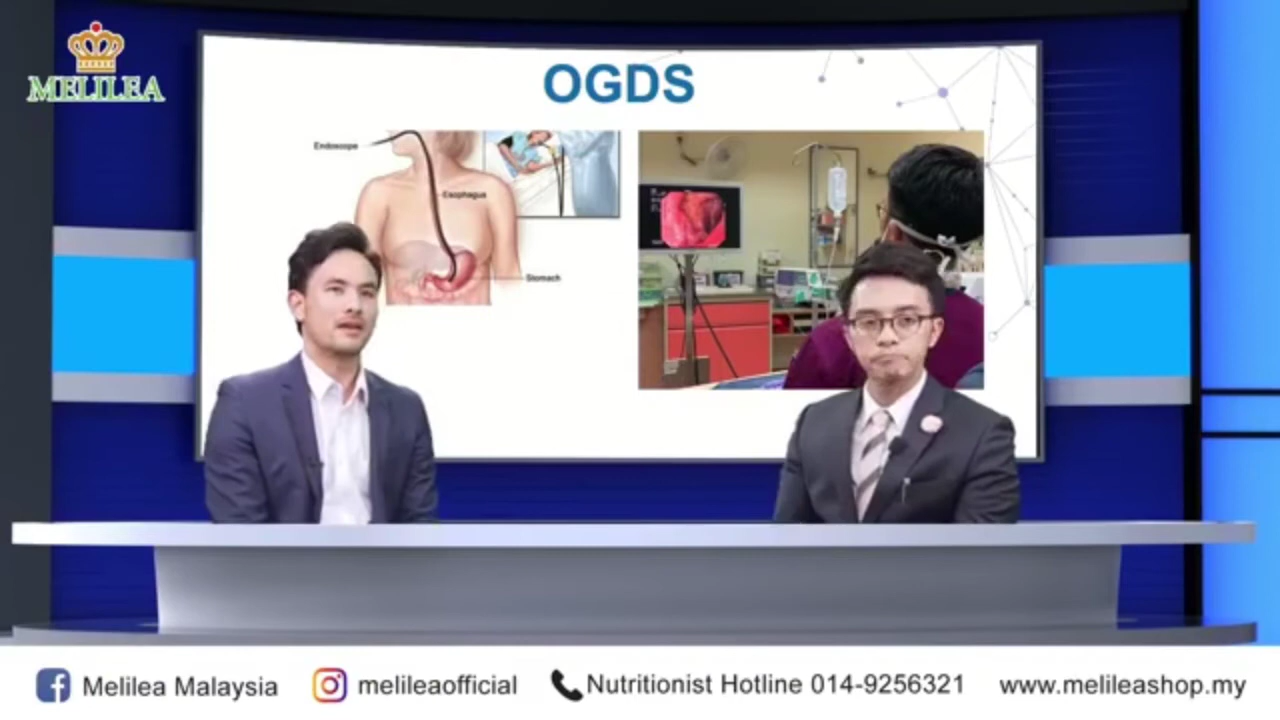 MELILEA
OGDS
Endoscope
Esophagus
Stomach
Melilea Malaysia
melileaofficial
Nutritionist Hotline 014-9256321
www.melileashop.my